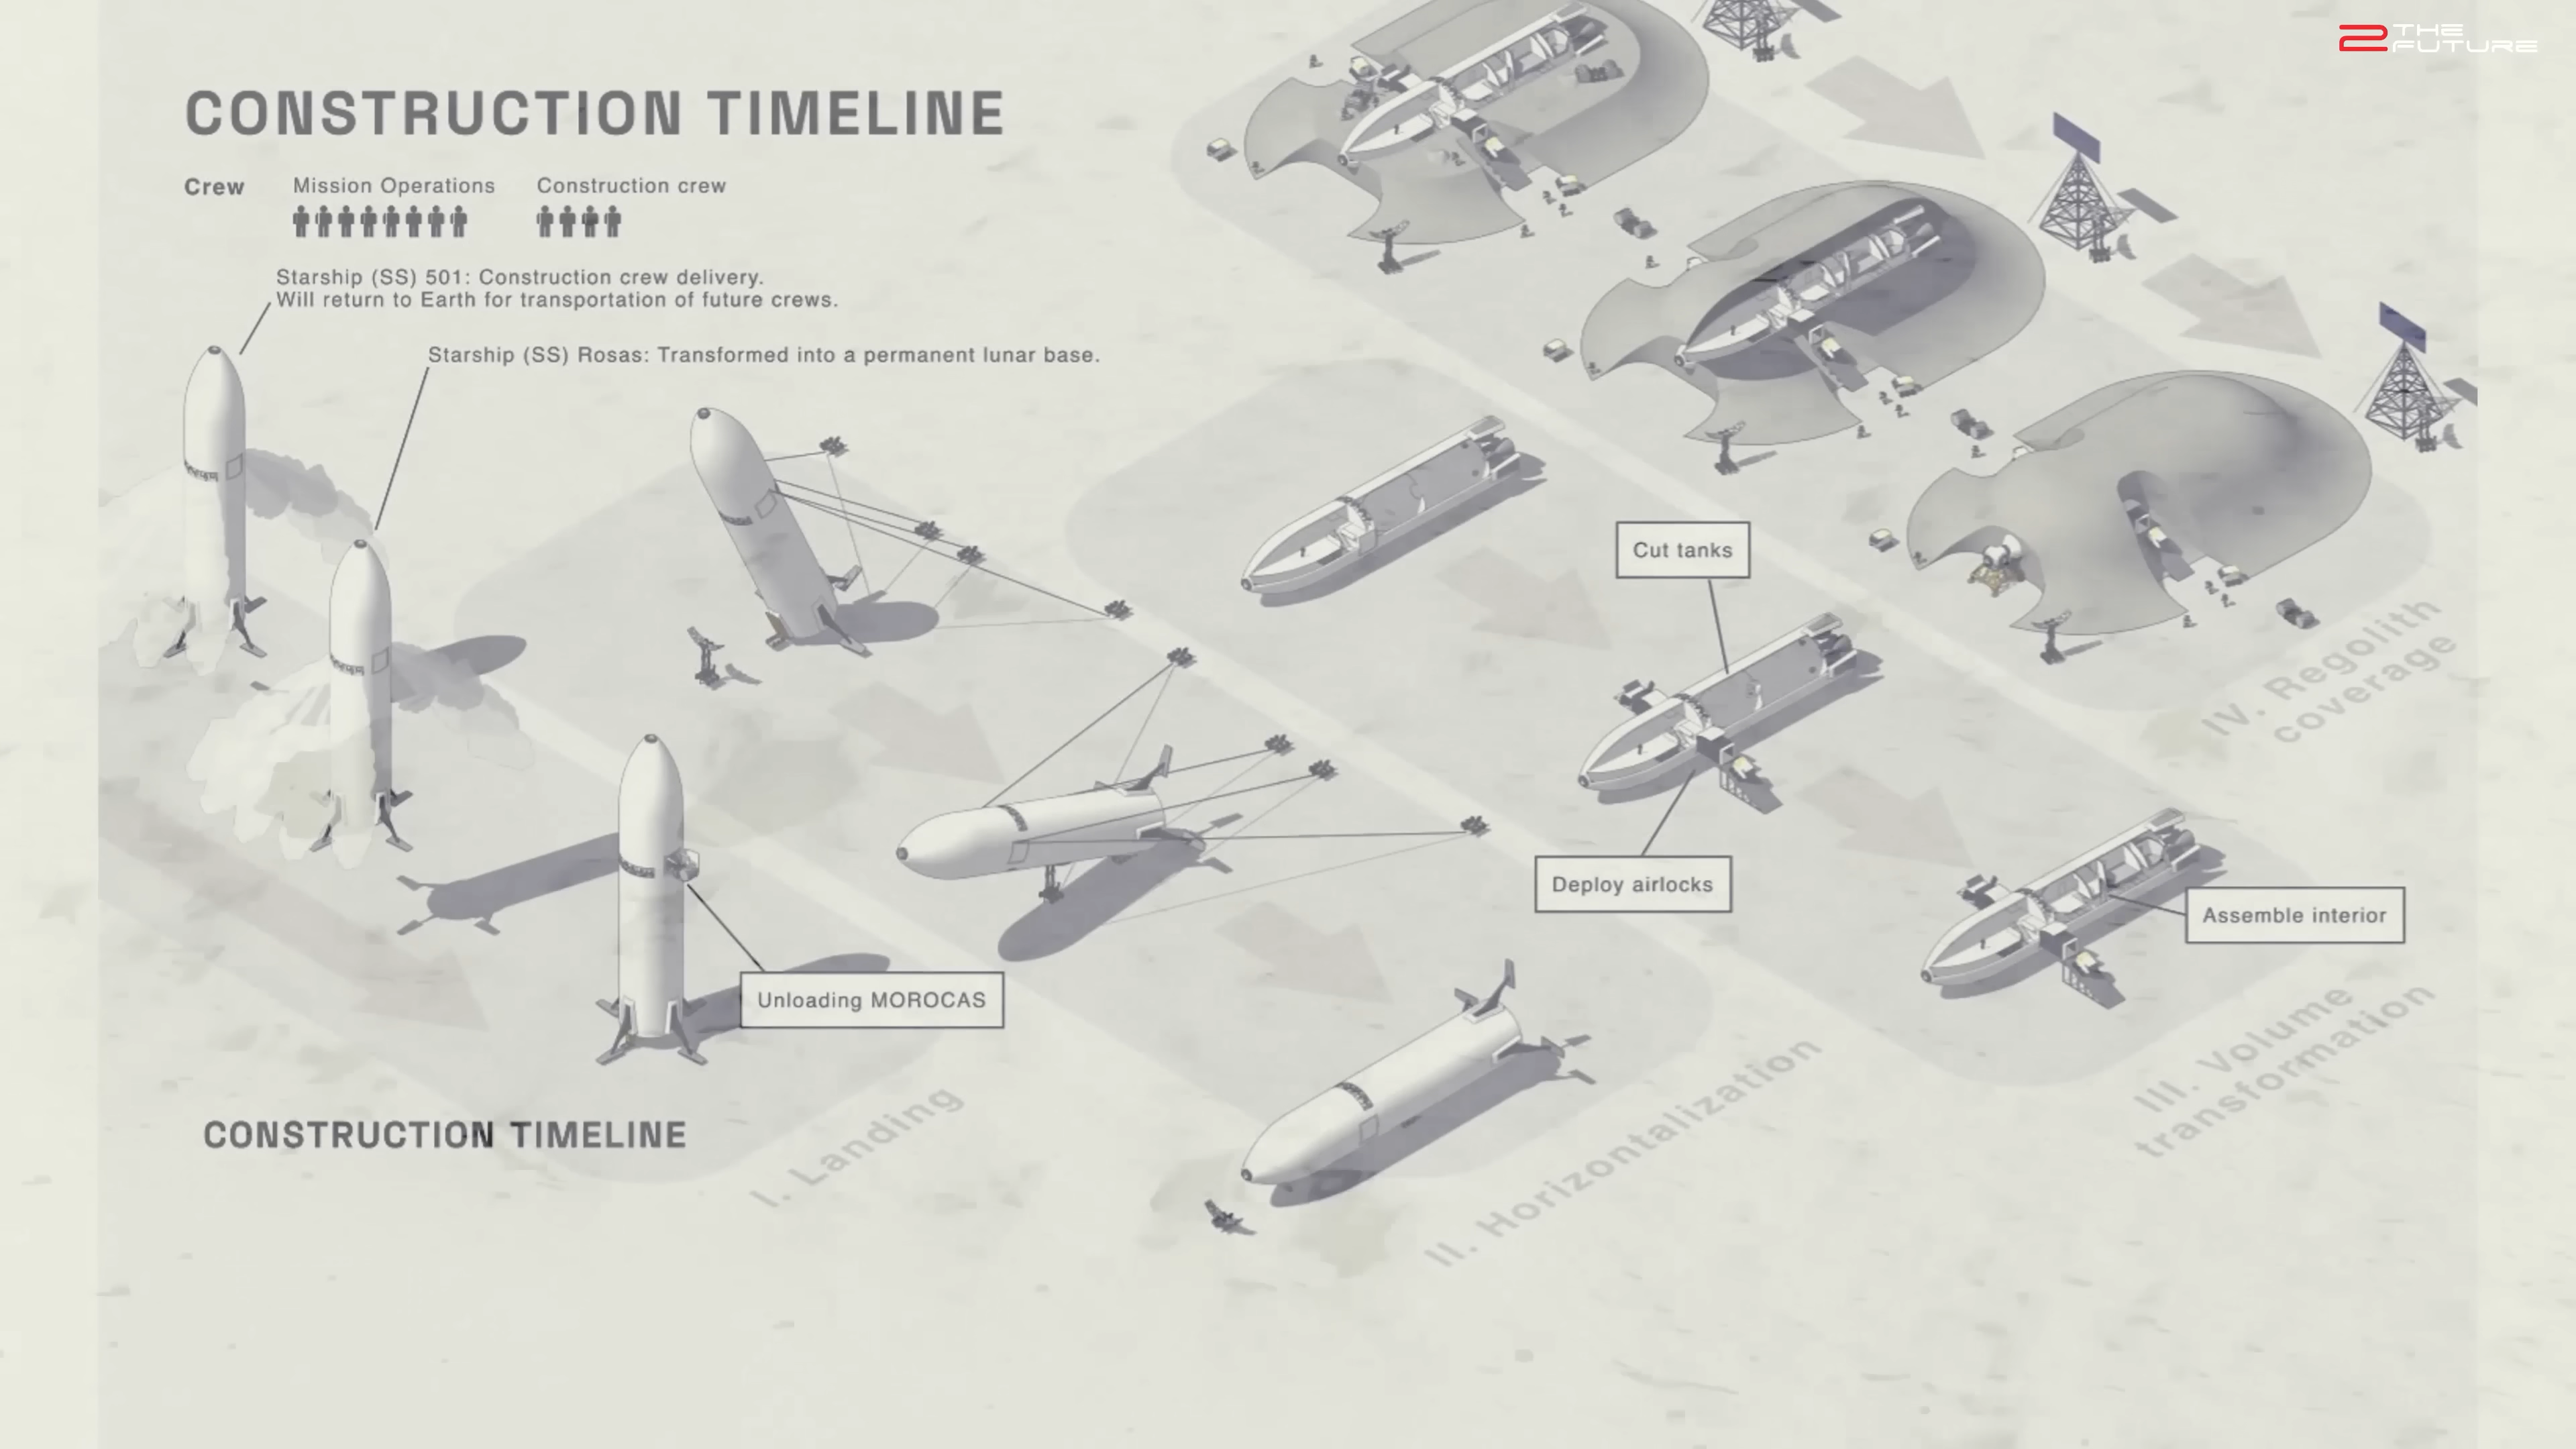 2 THE
FUTURE
CONSTRUCTION TIMELINE
Crew
Mission Operations
Construction crew
Starship (SS) 501: Construction crew delivery.
Will return to Earth for transportation of future crews.
Starship (SS) Rosas: Transformed into a permanent lunar base.
Cut tanks
IV. Regolith
coverage
Deploy airlocks
Assemble interior
Unloading MOROCAS
III. Volume
transformation
I. Landing
II. Horizontalization
CONSTRUCTION TIMELINE